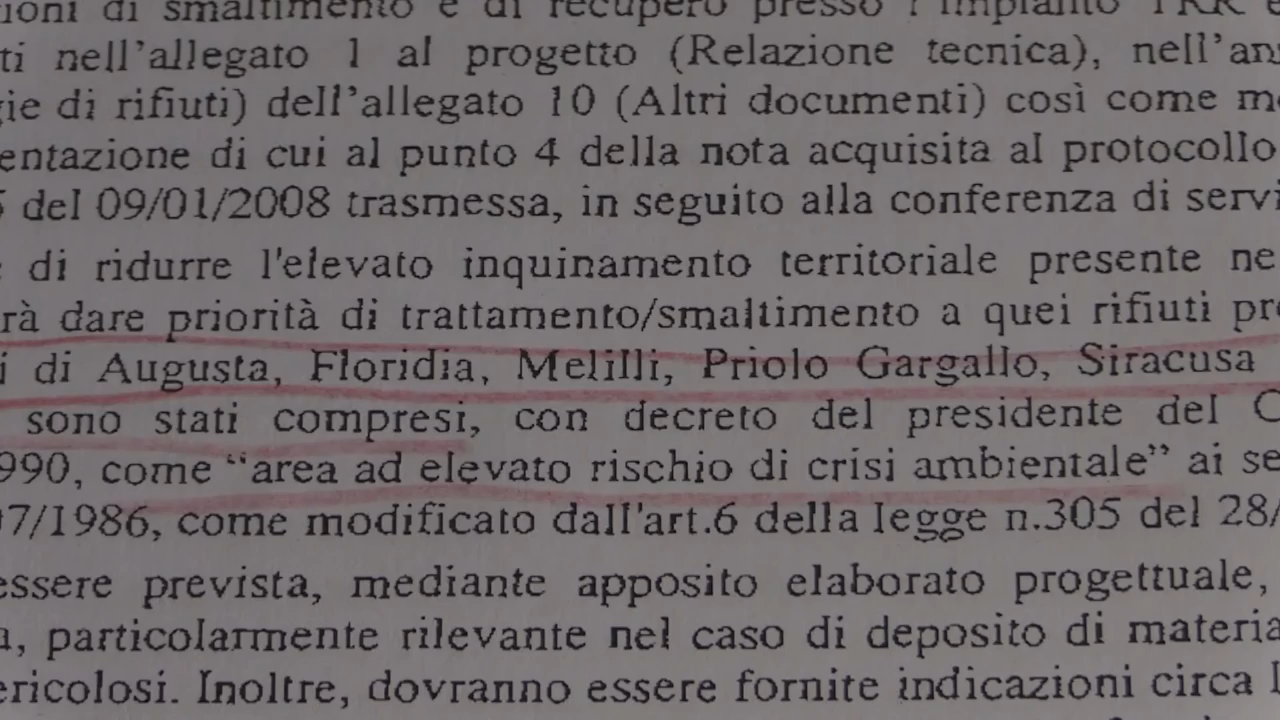 ioni di smaltimento e di recupero presso l'impianto
ti nell'allegato 1 al progetto (Relazione tecnica), nell'an
gie di rifiuti) dell'allegato 10 (Altri documenti) così come m
entazione di cui al punto 4 della nota acquisita al protocollo
del 09/01/2008 trasmessa, in seguito alla conferenza di servi
di ridurre l'elevato inquinamento territoriale presente ne
rà dare priorità di trattamento/smaltimento a quei rifiuti pr
i di Augusta, Floridia, Melilli, Priolo Gargallo, Siracusa
sono stati compresi, con decreto del presidente del C
990, come “area ad elevato rischio di crisi ambientale” ai se
7/1986, come modificato dall'art.6 della legge n.305 del 28/
essere prevista, mediante apposito elaborato progettuale,
a, particolarmente rilevante nel caso di deposito di materia
ericolosi. Inoltre, dovranno essere fornite indicazioni circa l